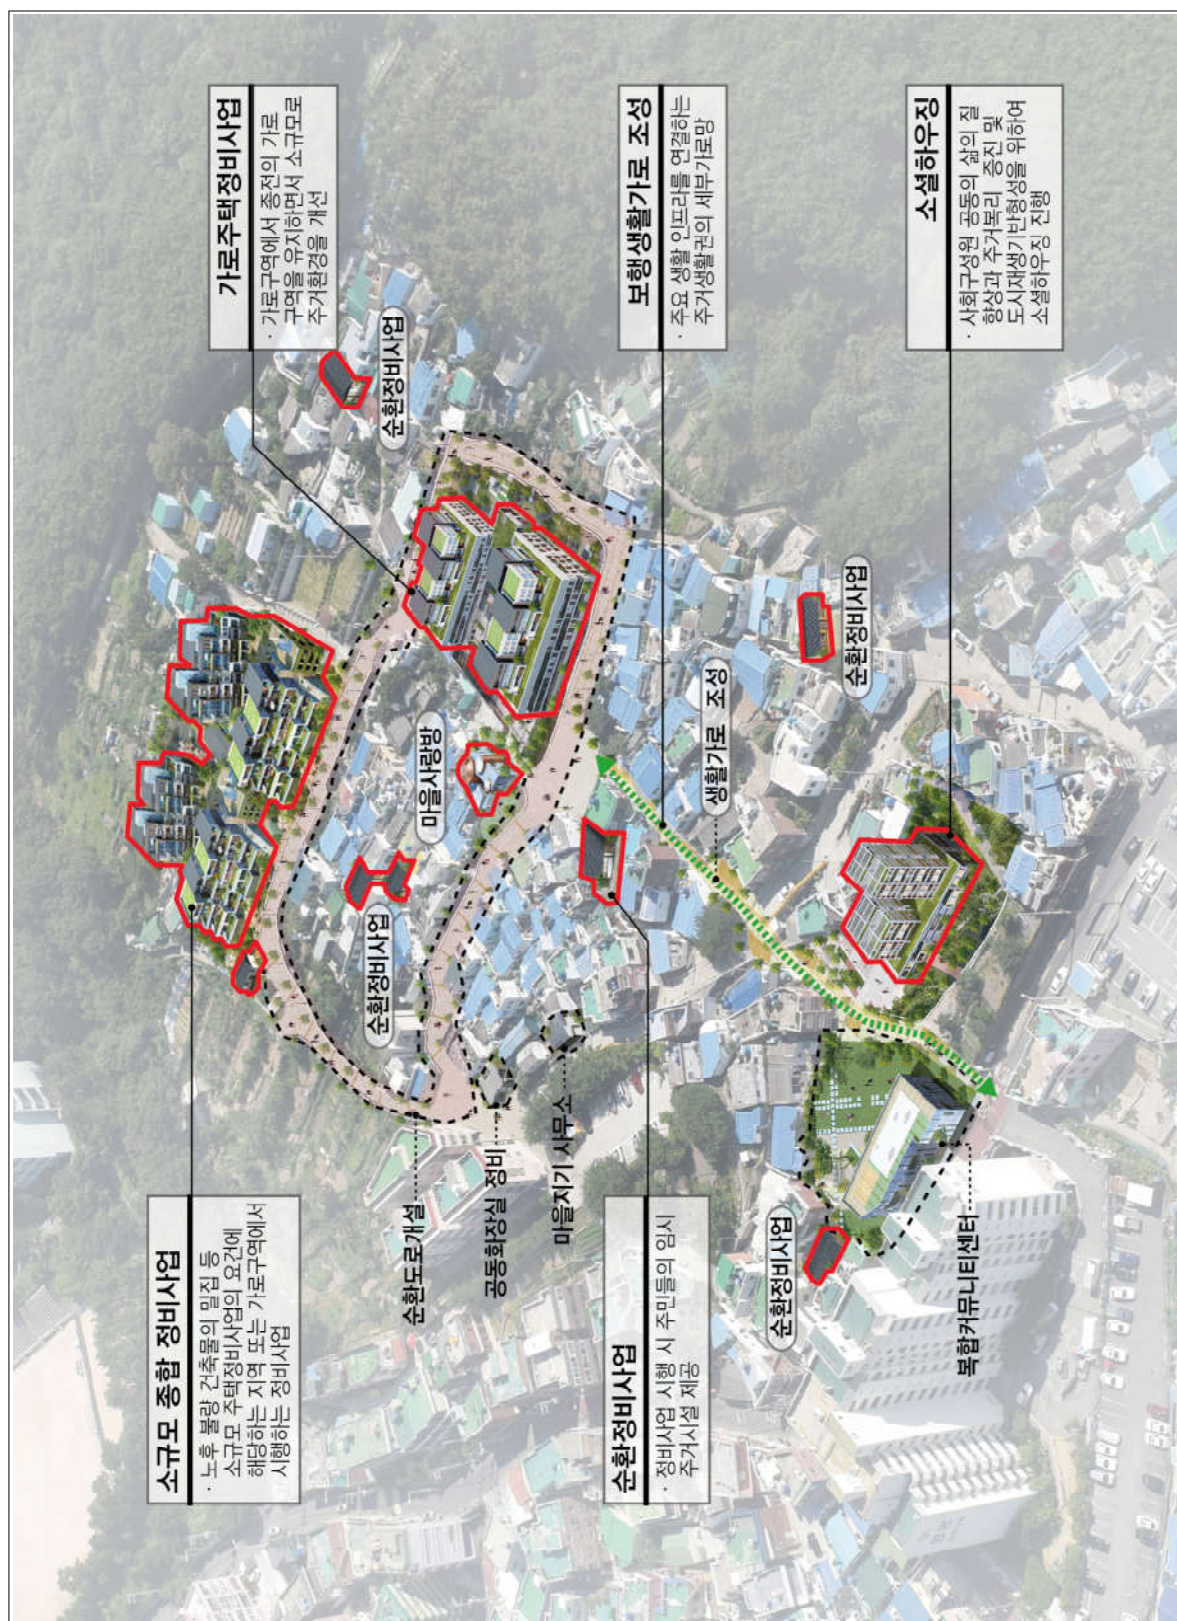 소규모 종합 정비사업
· 노후 불량 건축물의 밀집 등
소규모 주택정비사업의 요건에
해당하는 지역 또는 가로구역에서
시행하는 정비사업
가로주택정비사업
· 가로구역에서 종전의 가로
구역을 유지하면서 소규모로
주거환경을 개선
순환정비사업
순환정비사업
마을사랑방
순환도로개설
공동화장실 정비
마을지기 사무소
순환정비사업
· 정비사업 시행 시 주민들의 임시
주거시설 제공
보행생활가로 조성
· 주요 생활 인프라를 연결하는
주거생활권의 세부가로망
생활가로 조성
순환정비사업
순환정비사업
복합커뮤니티센터
소셜하우징
· 사회구성원 공동의 삶의 질
향상과 주거복리 증진 및
도시재생기반형성을 위하여
소셜하우징 진행